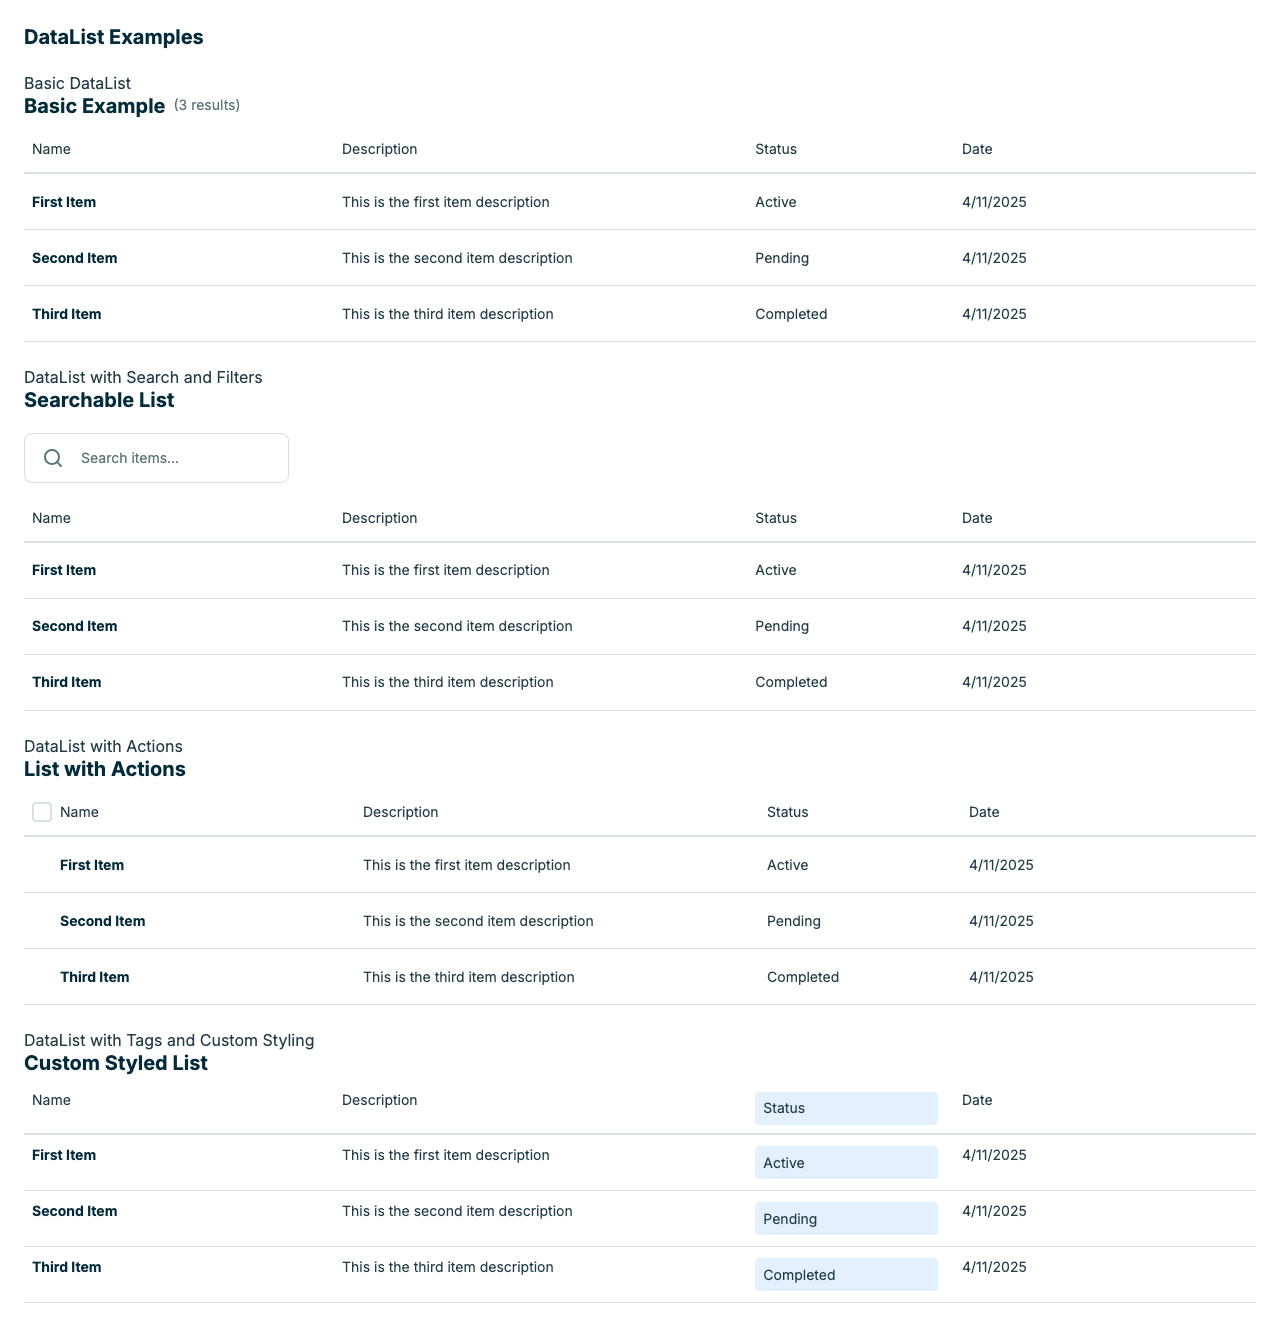 DataList Examples
Basic DataList
Basic Example (3 results)
Name Description Status Date
First Item This is the first item description Active 4/11/2025
Second Item This is the second item description Pending 4/11/2025
Third Item This is the third item description Completed 4/11/2025
DataList with Search and Filters
Searchable List
Search items...
Name Description Status Date
First Item This is the first item description Active 4/11/2025
Second Item This is the second item description Pending 4/11/2025
Third Item This is the third item description Completed 4/11/2025
DataList with Actions
List with Actions
Name Description Status Date
First Item This is the first item description Active 4/11/2025
Second Item This is the second item description Pending 4/11/2025
Third Item This is the third item description Completed 4/11/2025
DataList with Tags and Custom Styling
Custom Styled List
Name Description Status Date
First Item This is the first item description Active 4/11/2025
Second Item This is the second item description Pending 4/11/2025
Third Item This is the third item description Completed 4/11/2025